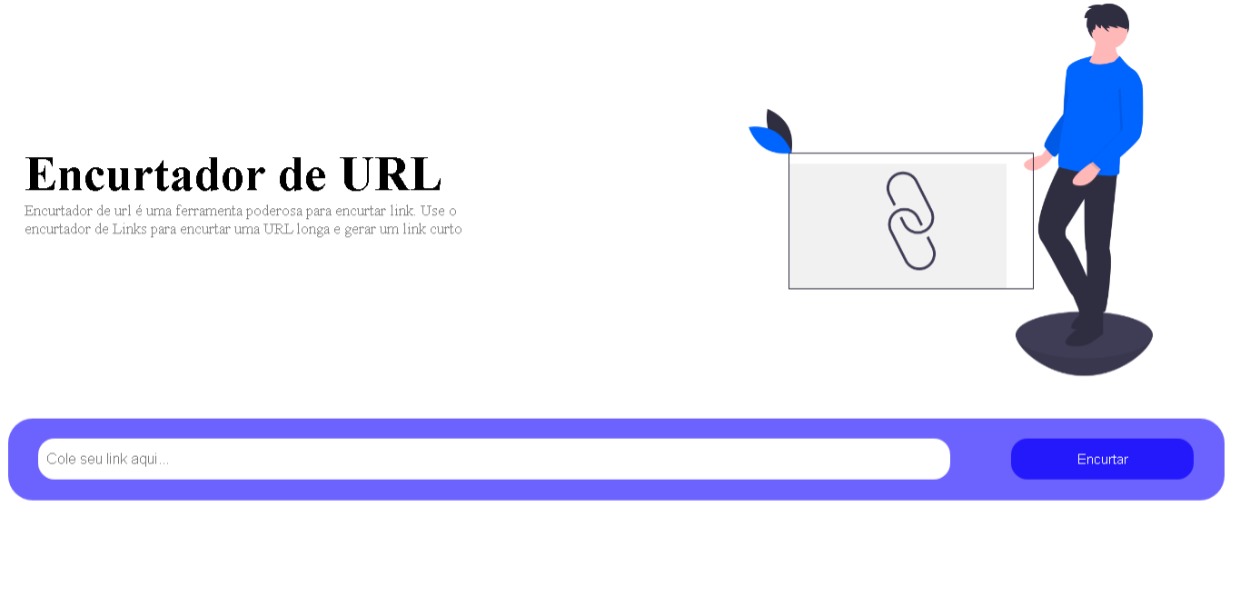 Encurtador de URL
Encurtador de url é uma ferramenta poderosa para encurtar link. Use o
encurtador de Links para encurtar uma URL longa e gerar um link curto
Cole seu link aqui...
Encurtar